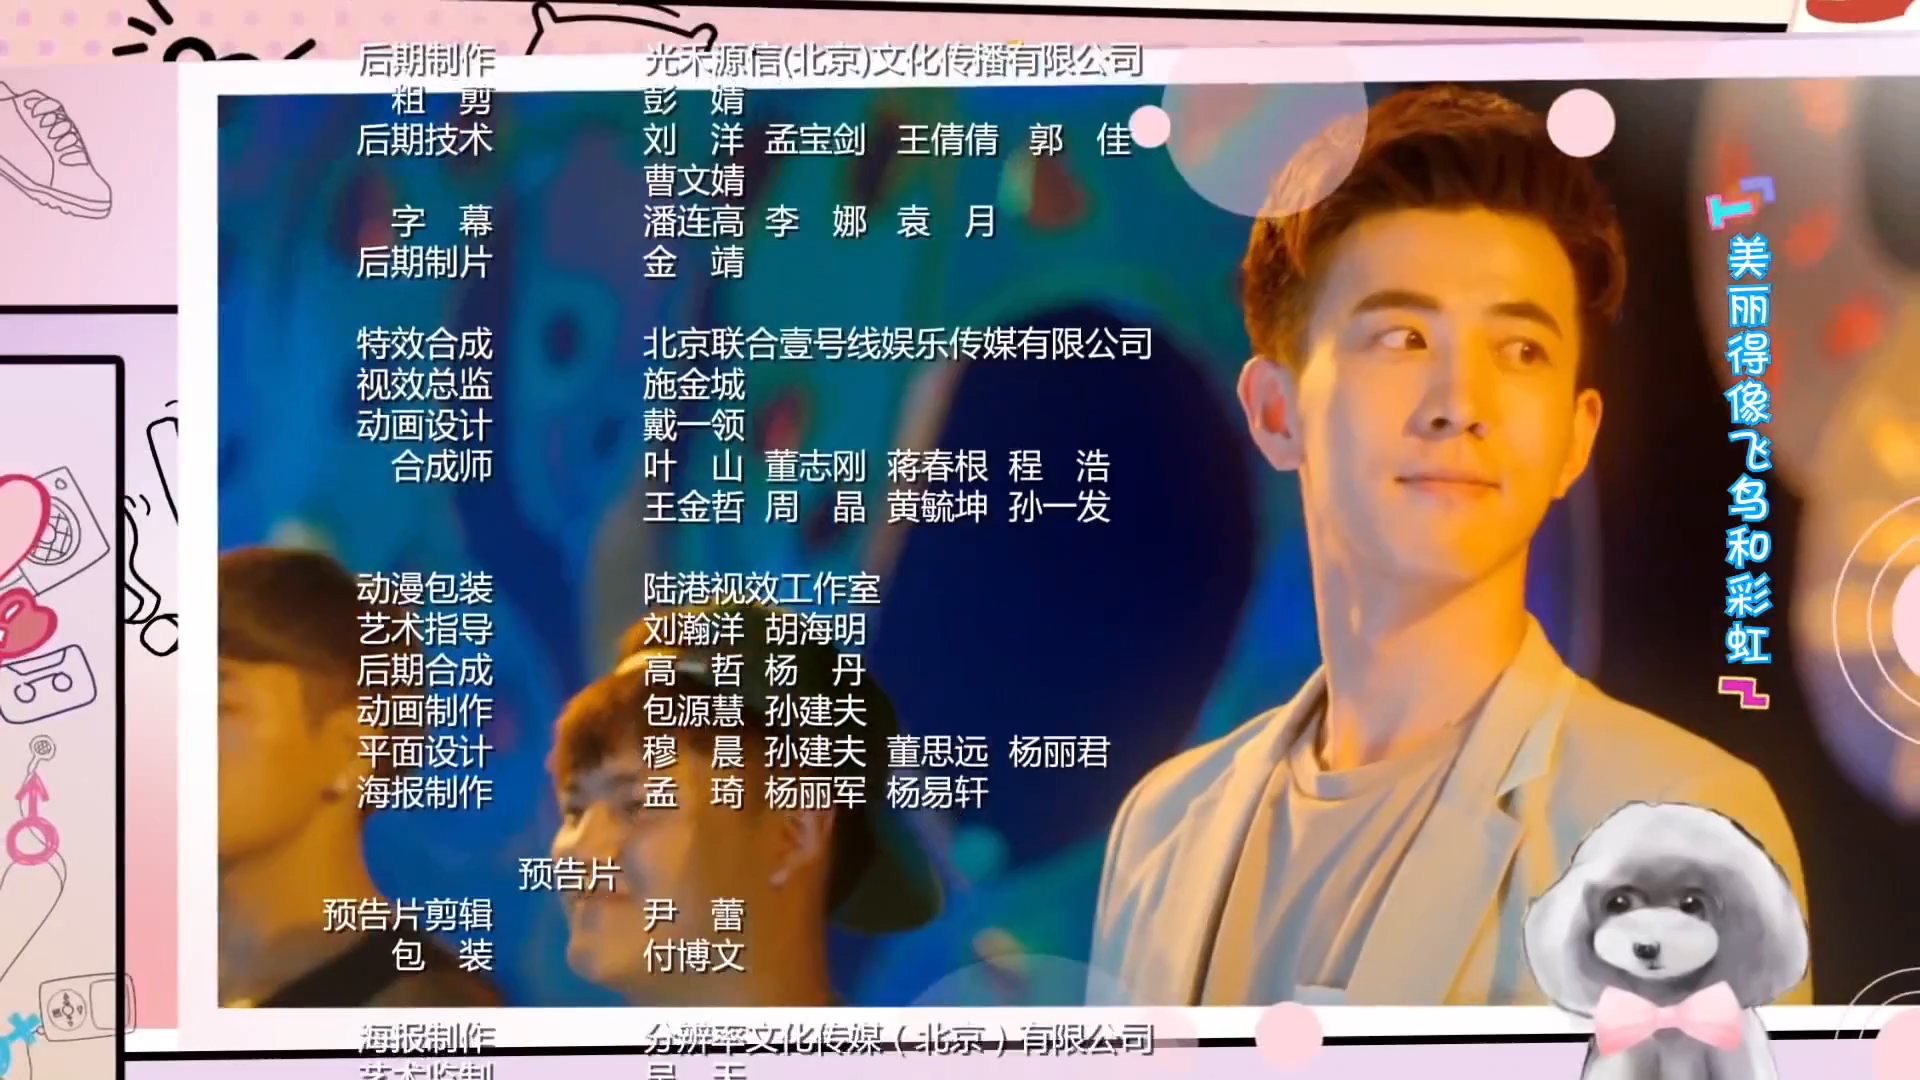 后期制作 光禾源信(北京)文化传播有限公司
粗 剪 彭 婧
后期技术 刘 洋 孟宝剑 王倩倩 郭 佳
曹文婧
字 幕 潘连高 李 娜 袁 月
后期制片 金 靖
特效合成 北京联合壹号线娱乐传媒有限公司
视效总监 施金城
动画设计 戴一领
合成师 叶 山 董志刚 蒋春根 程 浩
王金哲 周 晶 黄毓坤 孙一发
动漫包装 陆港视效工作室
艺术指导 刘瀚洋 胡海明
后期合成 高 哲 杨 丹
动画制作 包源慧 孙建夫
平面设计 穆 晨 孙建夫 董思远 杨丽君
海报制作 孟 琦 杨丽军 杨易轩
预告片
预告片剪辑 尹 蕾
包 装 付博文
海报制作 分辨率文化传媒（北京）有限公司
艺术监制
美丽得像飞鸟和彩虹